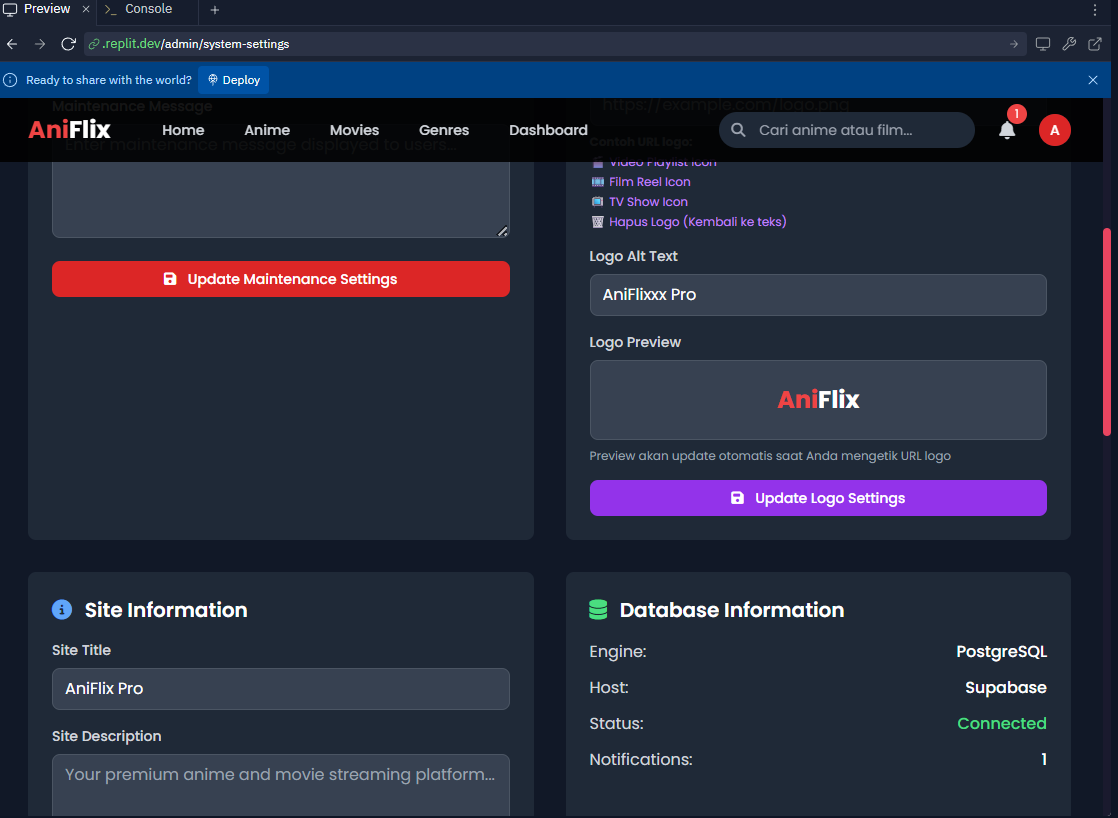 Preview
Console
.replit.dev/admin/system-settings
Ready to share with the world?
Deploy
Maintenance Message
https://example.com/logo.png
AniFlix
Home
Anime
Movies
Genres
Dashboard
Cari anime atau film...
1
A
Enter maintenance message displayed to users...
Contoh URL logo:
Video Playlist Icon
Film Reel Icon
TV Show Icon
Hapus Logo (Kembali ke teks)
Update Maintenance Settings
Logo Alt Text
AniFlixxx Pro
Logo Preview
AniFlix
Preview akan update otomatis saat Anda mengetik URL logo
Update Logo Settings
Site Information
Site Title
AniFlix Pro
Site Description
Your premium anime and movie streaming platform...
Database Information
Engine: PostgreSQL
Host: Supabase
Status: Connected
Notifications: 1